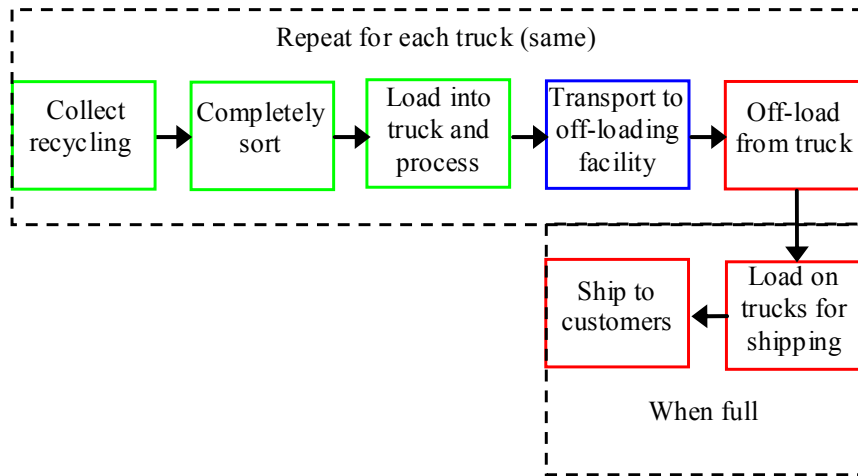 Repeat for each truck (same)
Collect
recycling
Completely
sort
Load into
truck and
process
Transport to
off-loading
facility
Off-load
from truck
Load on
trucks for
shipping
Ship to
customers
When full